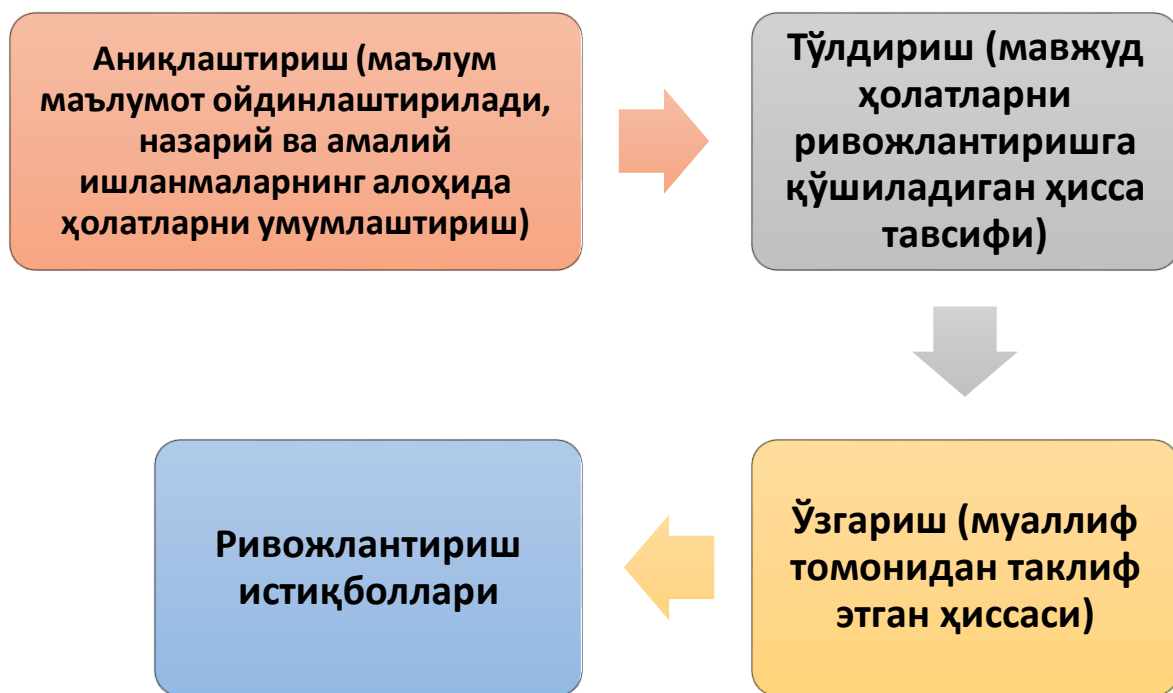 Аниқлаштириш (маълум
маълумот ойдинлаштирилади,
назарий ва амалий
ишланмаларнинг алоҳида
ҳолатларни умумлаштириш)
Тўлдириш (мавжуд
ҳолатларни
ривожлантиришга
қўшиладиган ҳисса
тавсифи)
Ўзгариш (муаллиф
томонидан таклиф
этган ҳиссаси)
Ривожлантириш
истиқболлари